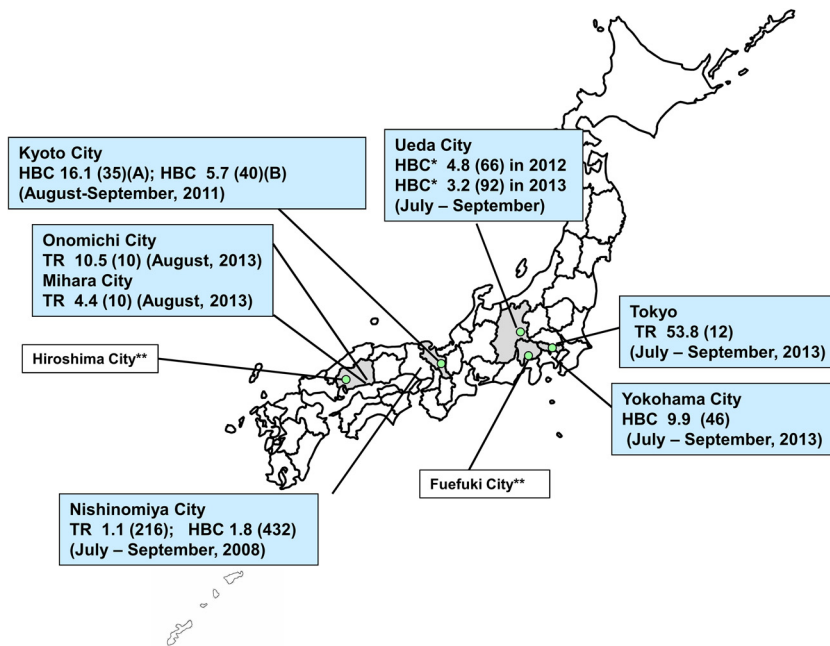 Kyoto City
HBC 16.1 (35)(A); HBC 5.7 (40)(B)
(August-September, 2011)
Ueda City
HBC* 4.8 (66) in 2012
HBC* 3.2 (92) in 2013
(July – September)
Onomichi City
TR 10.5 (10) (August, 2013)
Mihara City
TR 4.4 (10) (August, 2013)
Tokyo
TR 53.8 (12)
(July – September, 2013)
Hiroshima City**
Yokohama City
HBC 9.9 (46)
(July – September, 2013)
Fuefuki City**
Nishinomiya City
TR 1.1 (216); HBC 1.8 (432)
(July – September, 2008)